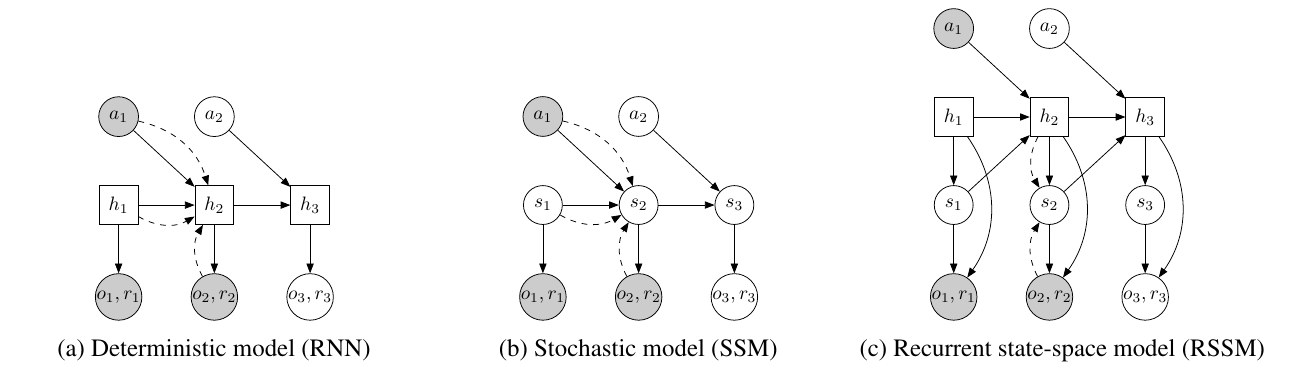 a₁ a₂
a₁ a₂ a₁ a₂ h₁ h₂ h₃
h₁ h₂ h₃ s₁ s₂ s₃ s₁ s₂ s₃
o₁, r₁ o₂, r₂ o₃, r₃ o₁, r₁ o₂, r₂ o₃, r₃ o₁, r₁ o₂, r₂ o₃, r₃
(a) Deterministic model (RNN) (b) Stochastic model (SSM) (c) Recurrent state-space model (RSSM)